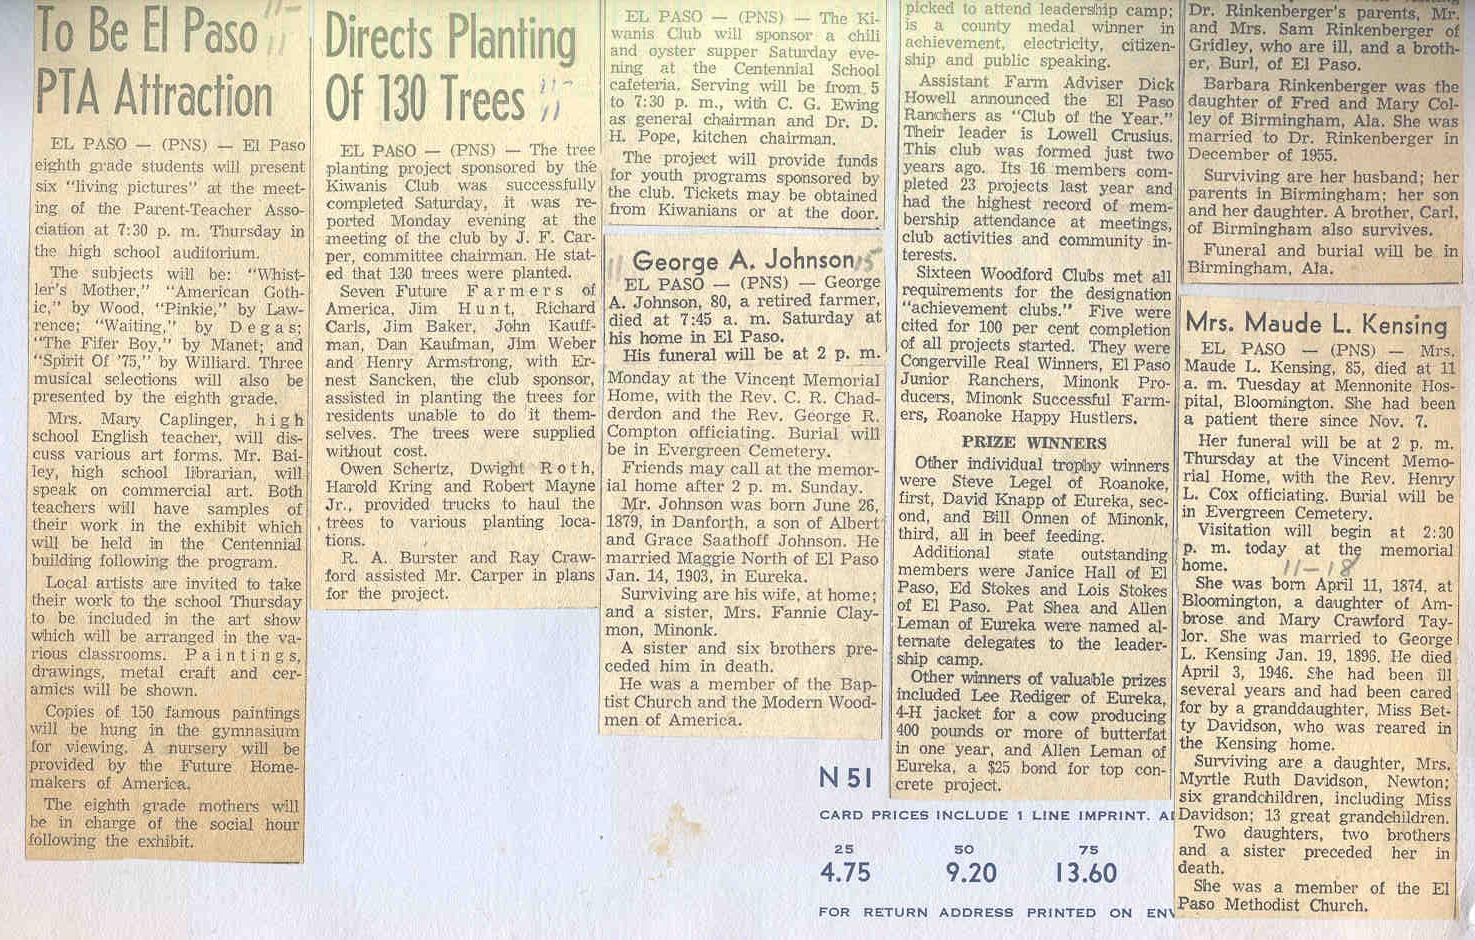 To Be El Paso
PTA Attraction
11-
11
EL PASO — (PNS) — El Paso
eighth grade students will present
six "living pictures" at the meet-
ing of the Parent-Teacher Asso-
ciation at 7:30 p. m. Thursday in
the high school auditorium.
The subjects will be: "Whist-
ler's Mother," "American Goth-
ic," by Wood, "Pinkie," by Law-
rence; "Waiting," by Degas;
"The Fifer Boy," by Manet; and
"Spirit Of '75," by Williard. Three
musical selections will also be
presented by the eighth grade.
Mrs. Mary Caplinger, high
school English teacher, will dis-
cuss various art forms. Mr. Bai-
ley, high school librarian, will
speak on commercial art. Both
teachers will have samples of
their work in the exhibit which
will be held in the Centennial
building following the program.
Local artists are invited to take
their work to the school Thursday
to be included in the art show
which will be arranged in the va-
rious classrooms. Paintings,
drawings, metal craft and cer-
amics will be shown.
Copies of 150 famous paintings
will be hung in the gymnasium
for viewing. A nursery will be
provided by the Future Home-
makers of America.
The eighth grade mothers will
be in charge of the social hour
following the exhibit.
Directs Planting
Of 130 Trees
11-
11
EL PASO — (PNS) — The tree
planting project sponsored by the
Kiwanis Club was successfully
completed Saturday, it was re-
ported Monday evening at the
meeting of the club by J. F. Car-
per, committee chairman. He stat-
ed that 130 trees were planted.
Seven Future Farmers of
America, Jim Hunt, Richard
Carls, Jim Baker, John Kauff-
man, Dan Kaufman, Jim Weber
and Henry Armstrong, with Er-
nest Sancken, the club sponsor,
assisted in planting the trees for
residents unable to do it them-
selves. The trees were supplied
without cost.
Owen Schertz, Dwight Roth,
Harold Kring and Robert Mayne
Jr., provided trucks to haul the
trees to various planting loca-
tions.
R. A. Burster and Ray Craw-
ford assisted Mr. Carper in plans
for the project.
EL PASO — (PNS) — The Ki-
wanis Club will sponsor a chili
and oyster supper Saturday eve-
ning at the Centennial School
cafeteria. Serving will be from 5
to 7:30 p. m., with C. G. Ewing
as general chairman and Dr. D.
H. Pope, kitchen chairman.
The project will provide funds
for youth programs sponsored by
the club. Tickets may be obtained
from Kiwanians or at the door.
11 George A. Johnson 15
EL PASO — (PNS) — George
A. Johnson, 80, a retired farmer,
died at 7:45 a. m. Saturday at
his home in El Paso.
His funeral will be at 2 p. m.
Monday at the Vincent Memorial
Home, with the Rev. C. R. Chad-
derdon and the Rev. George R.
Compton officiating. Burial will
be in Evergreen Cemetery.
Friends may call at the memor-
ial home after 2 p. m. Sunday.
Mr. Johnson was born June 26,
1879, in Danforth, a son of Albert
and Grace Saathoff Johnson. He
married Maggie North of El Paso
Jan. 14, 1903, in Eureka.
Surviving are his wife, at home;
and a sister, Mrs. Fannie Clay-
mon, Minonk.
A sister and six brothers pre-
ceded him in death.
He was a member of the Bap-
tist Church and the Modern Wood-
men of America.
picked to attend leadership camp;
is a county medal winner in
achievement, electricity, citizen-
ship and public speaking.
Assistant Farm Adviser Dick
Howell announced the El Paso
Ranchers as "Club of the Year."
Their leader is Lowell Crusius.
This club was formed just two
years ago. Its 16 members com-
pleted 23 projects last year and
had the highest record of mem-
bership attendance at meetings,
club activities and community in-
terests.
Sixteen Woodford Clubs met all
requirements for the designation
"achievement clubs." Five were
cited for 100 per cent completion
of all projects started. They were
Congerville Real Winners, El Paso
Junior Ranchers, Minonk Pro-
ducers, Minonk Successful Farm-
ers, Roanoke Happy Hustlers.
PRIZE WINNERS
Other individual trophy winners
were Steve Legel of Roanoke,
first, David Knapp of Eureka, sec-
ond, and Bill Onnen of Minonk,
third, all in beef feeding.
Additional state outstanding
members were Janice Hall of El
Paso, Ed Stokes and Lois Stokes
of El Paso. Pat Shea and Allen
Leman of Eureka were named al-
ternate delegates to the leader-
ship camp.
Other winners of valuable prizes
included Lee Rediger of Eureka,
4-H jacket for a cow producing
400 pounds or more of butterfat
in one year, and Allen Leman of
Eureka, a $25 bond for top con-
crete project.
Dr. Rinkenberger's parents, Mr.
and Mrs. Sam Rinkenberger of
Gridley, who are ill, and a broth-
er, Burl, of El Paso.
Barbara Rinkenberger was the
daughter of Fred and Mary Col-
ley of Birmingham, Ala. She was
married to Dr. Rinkenberger in
December of 1955.
Surviving are her husband; her
parents in Birmingham; her son
and her daughter. A brother, Carl,
of Birmingham also survives.
Funeral and burial will be in
Birmingham, Ala.
Mrs. Maude L. Kensing
EL PASO — (PNS) — Mrs.
Maude L. Kensing, 85, died at 11
a. m. Tuesday at Mennonite Hos-
pital, Bloomington. She had been
a patient there since Nov. 7.
Her funeral will be at 2 p. m.
Thursday at the Vincent Memo-
rial Home, with the Rev. Henry
L. Cox officiating. Burial will be
in Evergreen Cemetery.
Visitation will begin at 2:30
p. m. today at the memorial
home. 11-18
She was born April 11, 1874, at
Bloomington, a daughter of Am-
brose and Mary Crawford Tay-
lor. She was married to George
L. Kensing Jan. 19, 1896. He died
April 3, 1946. She had been ill
several years and had been cared
for by a granddaughter, Miss Bet-
ty Davidson, who was reared in
the Kensing home.
Surviving are a daughter, Mrs.
Myrtle Ruth Davidson, Newton;
six grandchildren, including Miss
Davidson; 13 great grandchildren.
Two daughters, two brothers
and a sister preceded her in
death.
She was a member of the El
Paso Methodist Church.
N 51
CARD PRICES INCLUDE 1 LINE IMPRINT. A
25 50 75
4.75 9.20 13.60
FOR RETURN ADDRESS PRINTED ON ENV